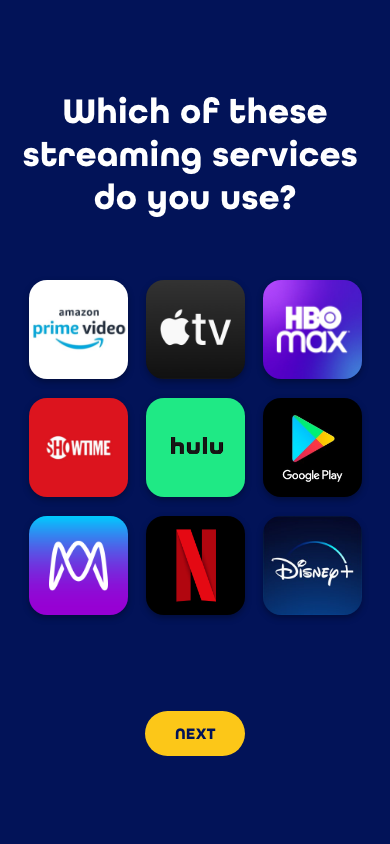 Which of these
streaming services
do you use?
amazon
prime video
tv
HBO
max
SHOWTIME
hulu
Google Play
N
Disney+
NEXT